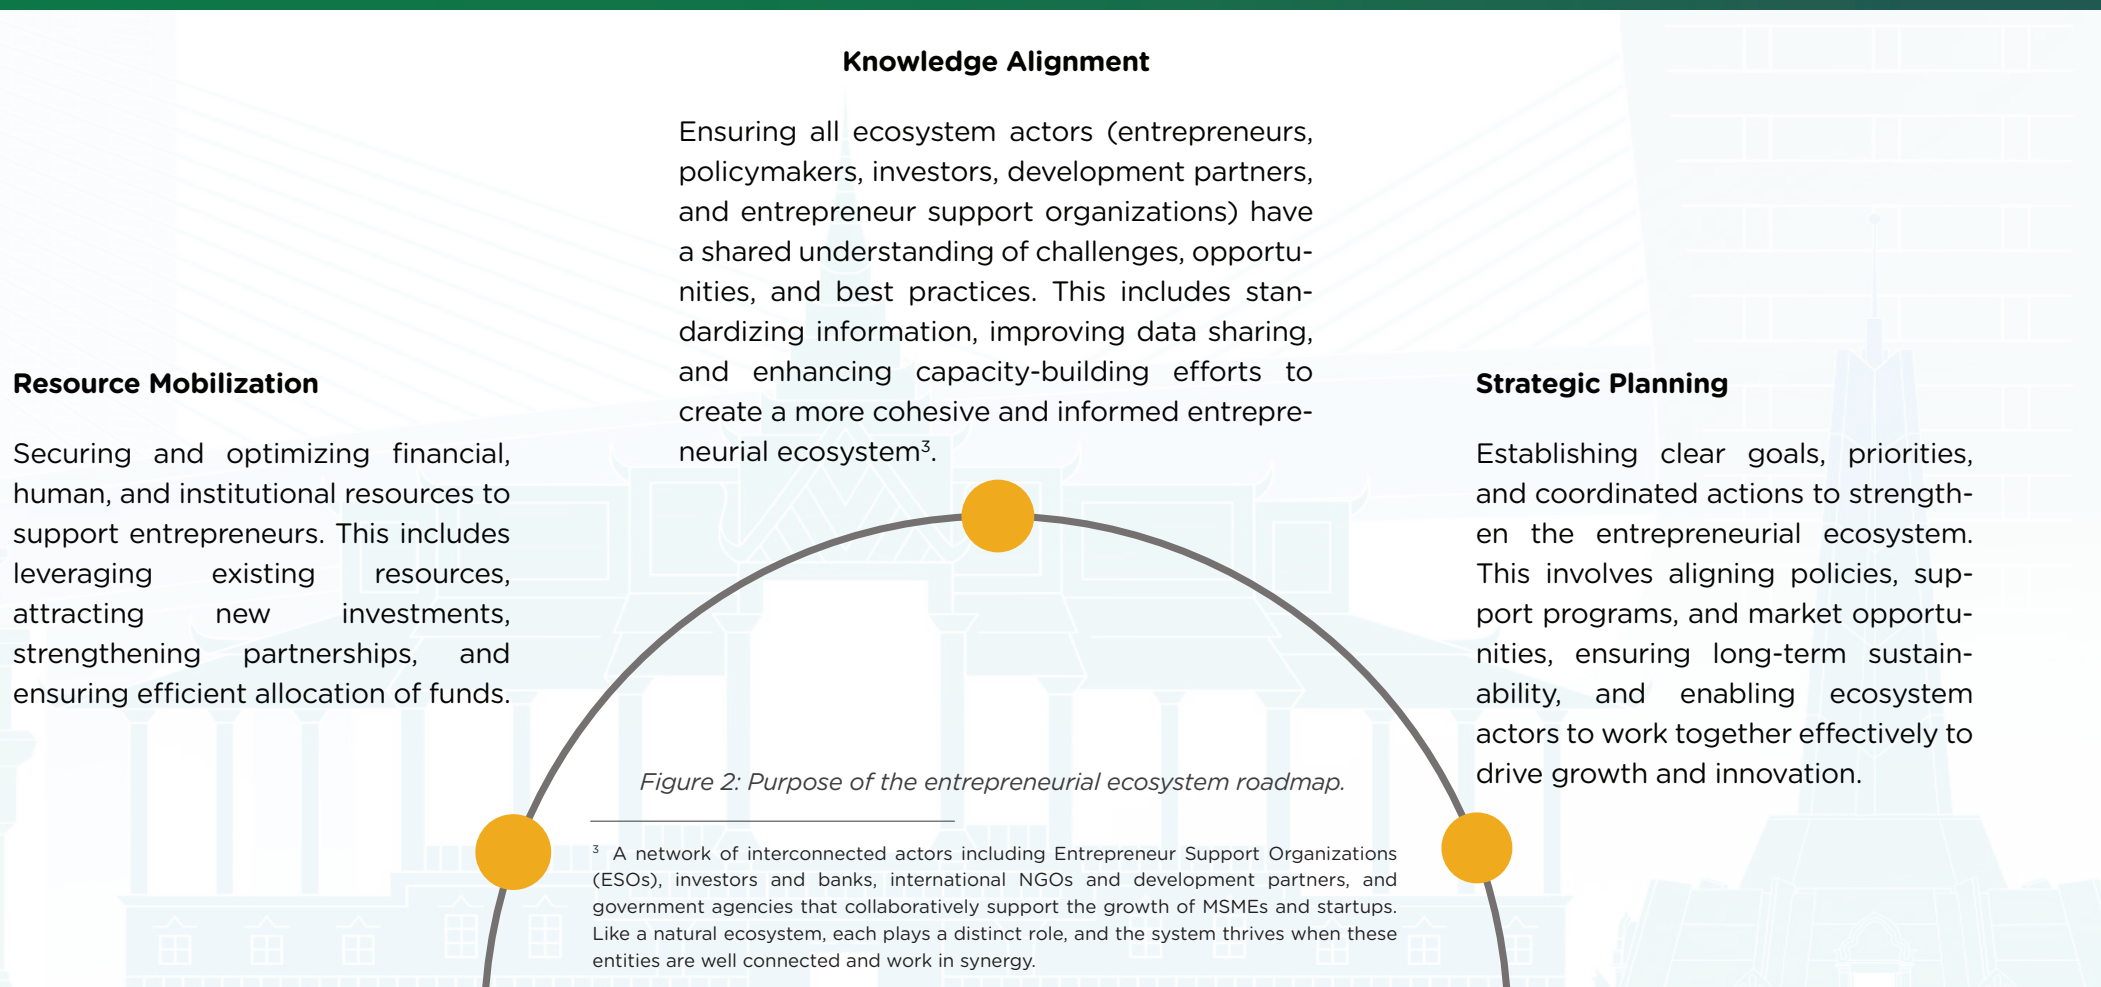 Knowledge Alignment
Ensuring all ecosystem actors (entrepreneurs,
policymakers, investors, development partners,
and entrepreneur support organizations) have
a shared understanding of challenges, opportu-
nities, and best practices. This includes stan-
dardizing information, improving data sharing,
and enhancing capacity-building efforts to
create a more cohesive and informed entrepre-
neurial ecosystem³.
Resource Mobilization
Securing and optimizing financial,
human, and institutional resources to
support entrepreneurs. This includes
leveraging existing resources,
attracting new investments,
strengthening partnerships, and
ensuring efficient allocation of funds.
Strategic Planning
Establishing clear goals, priorities,
and coordinated actions to strength-
en the entrepreneurial ecosystem.
This involves aligning policies, sup-
port programs, and market opportu-
nities, ensuring long-term sustain-
ability, and enabling ecosystem
actors to work together effectively to
drive growth and innovation.
Figure 2: Purpose of the entrepreneurial ecosystem roadmap.
³ A network of interconnected actors including Entrepreneur Support Organizations
(ESOs), investors and banks, international NGOs and development partners, and
government agencies that collaboratively support the growth of MSMEs and startups.
Like a natural ecosystem, each plays a distinct role, and the system thrives when these
entities are well connected and work in synergy.